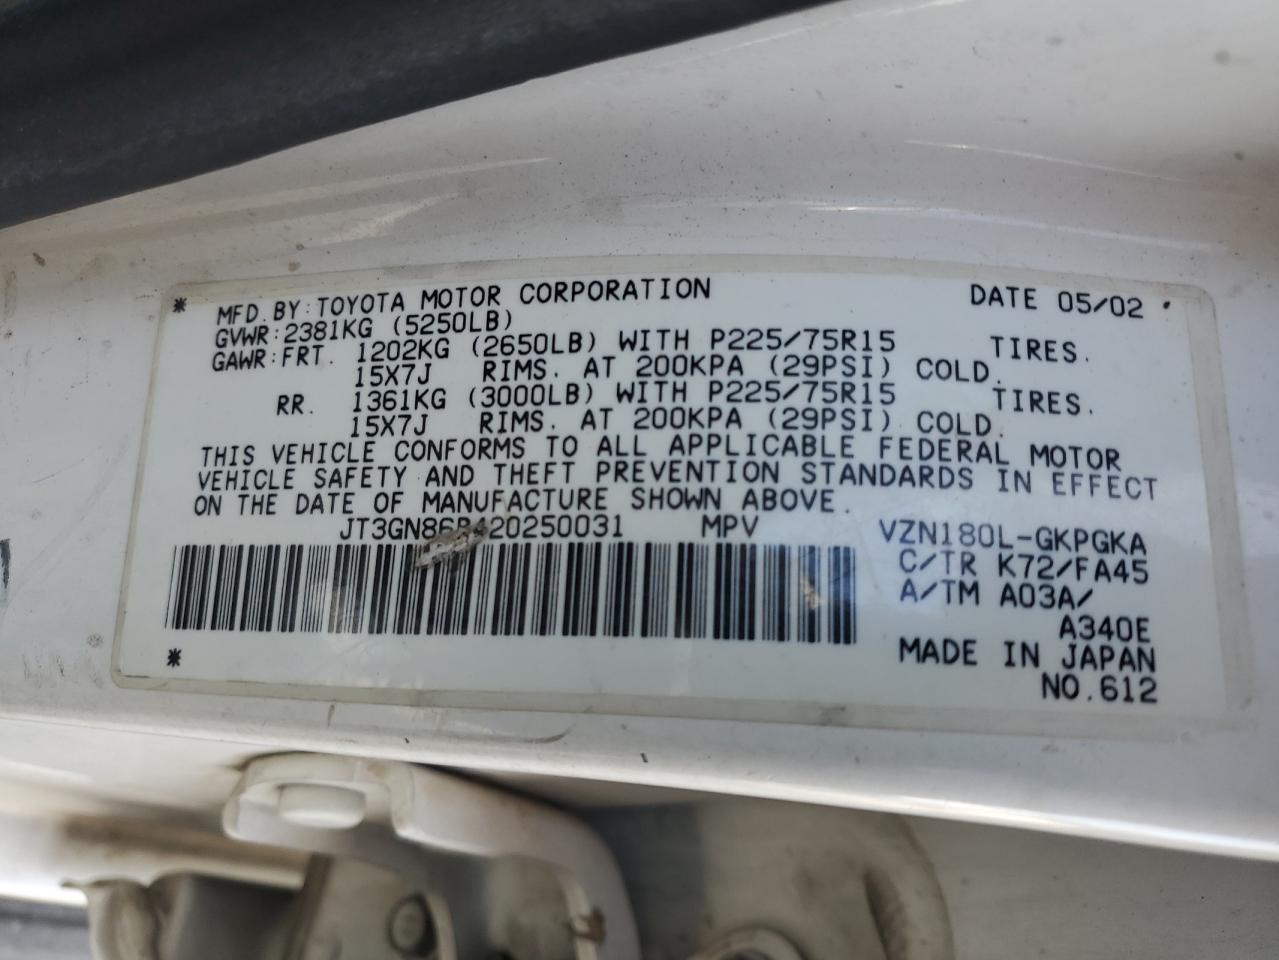 * MFD. BY: TOYOTA MOTOR CORPORATION DATE 05/02
GVWR: 2381KG (5250LB)
GAWR: FRT. 1202KG (2650LB) WITH P225/75R15 TIRES.
15X7J RIMS. AT 200KPA (29PSI) COLD.
RR. 1361KG (3000LB) WITH P225/75R15 TIRES.
15X7J RIMS. AT 200KPA (29PSI) COLD.
THIS VEHICLE CONFORMS TO ALL APPLICABLE FEDERAL MOTOR
VEHICLE SAFETY AND THEFT PREVENTION STANDARDS IN EFFECT
ON THE DATE OF MANUFACTURE SHOWN ABOVE.
MPV VZN180L-GKPGKA
C/TR K72/FA45
A/TM A03A/
A340E
* MADE IN JAPAN
NO.612